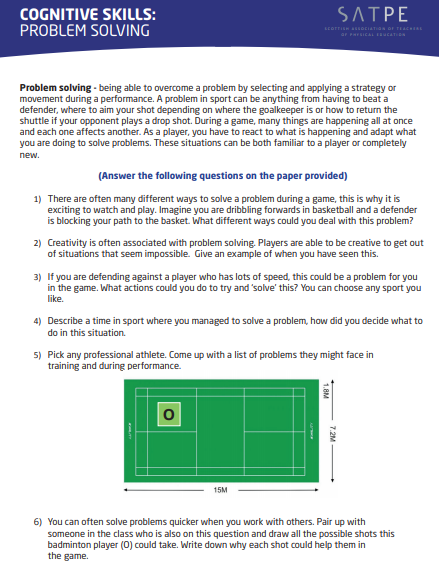 COGNITIVE SKILLS:
PROBLEM SOLVING
SATPE
SCOTTISH ASSOCIATION OF TEACHERS
OF PHYSICAL EDUCATION
Problem solving - being able to overcome a problem by selecting and applying a strategy or
movement during a performance. A problem in sport can be anything from having to beat a
defender, where to aim your shot depending on where the goalkeeper is or how to return the
shuttle if your opponent plays a drop shot. During a game, many things are happening all at once
and each one affects another. As a player, you have to react to what is happening and adapt what
you are doing to solve problems. These situations can be both familiar to a player or completely
new.
(Answer the following questions on the paper provided)
1) There are often many different ways to solve a problem during a game, this is why it is
exciting to watch and play. Imagine you are dribbling forwards in basketball and a defender
is blocking your path to the basket. What different ways could you deal with this problem?
2) Creativity is often associated with problem solving. Players are able to be creative to get out
of situations that seem impossible. Give an example of when you have seen this.
3) If you are defending against a player who has lots of speed, this could be a problem for you
in the game. What actions could you do to try and 'solve' this? You can choose any sport you
like.
4) Describe a time in sport where you managed to solve a problem, how did you decide what to
do in this situation.
5) Pick any professional athlete. Come up with a list of problems they might face in
training and during performance.
O
1.8M
7.2M
15M
6) You can often solve problems quicker when you work with others. Pair up with
someone in the class who is also on this question and draw all the possible shots this
badminton player (O) could take. Write down why each shot could help them in
the game.